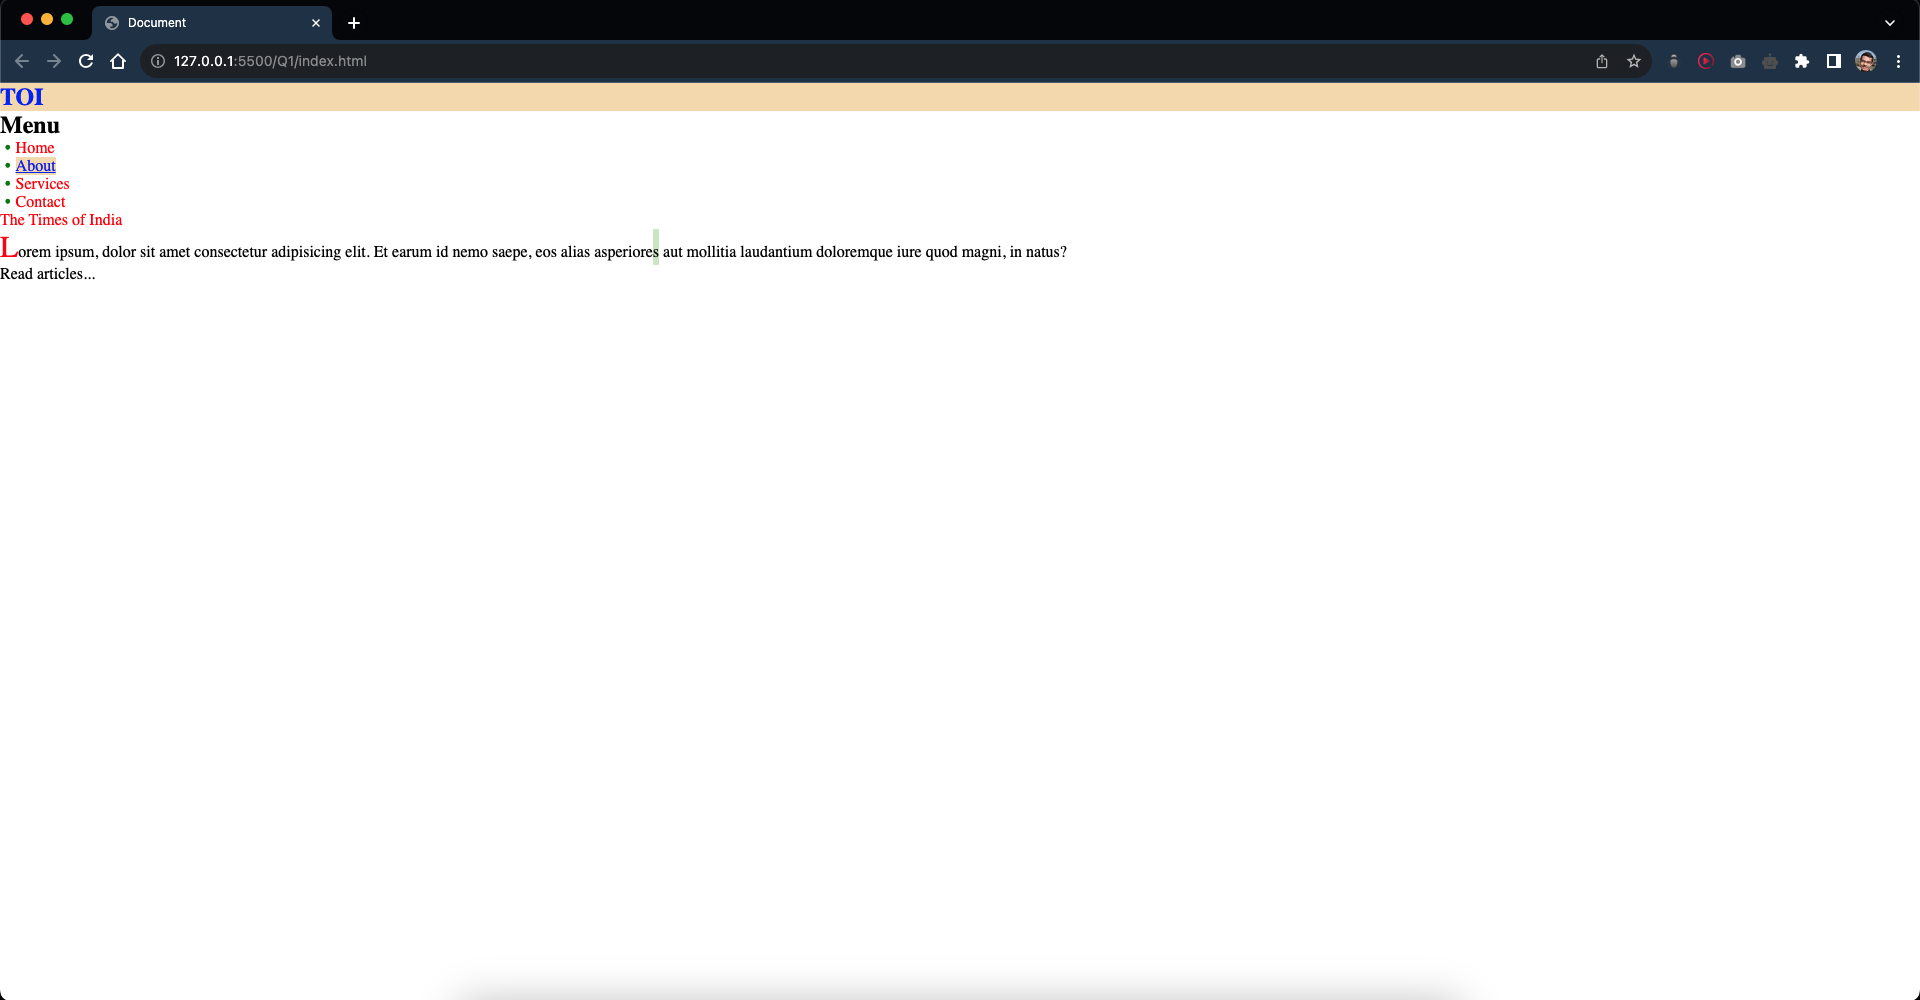 Document
127.0.0.1:5500/Q1/index.html
TOI
Menu
• Home
• About
• Services
• Contact
The Times of India
Lorem ipsum, dolor sit amet consectetur adipisicing elit. Et earum id nemo saepe, eos alias asperiores aut mollitia laudantium doloremque iure quod magni, in natus?
Read articles...